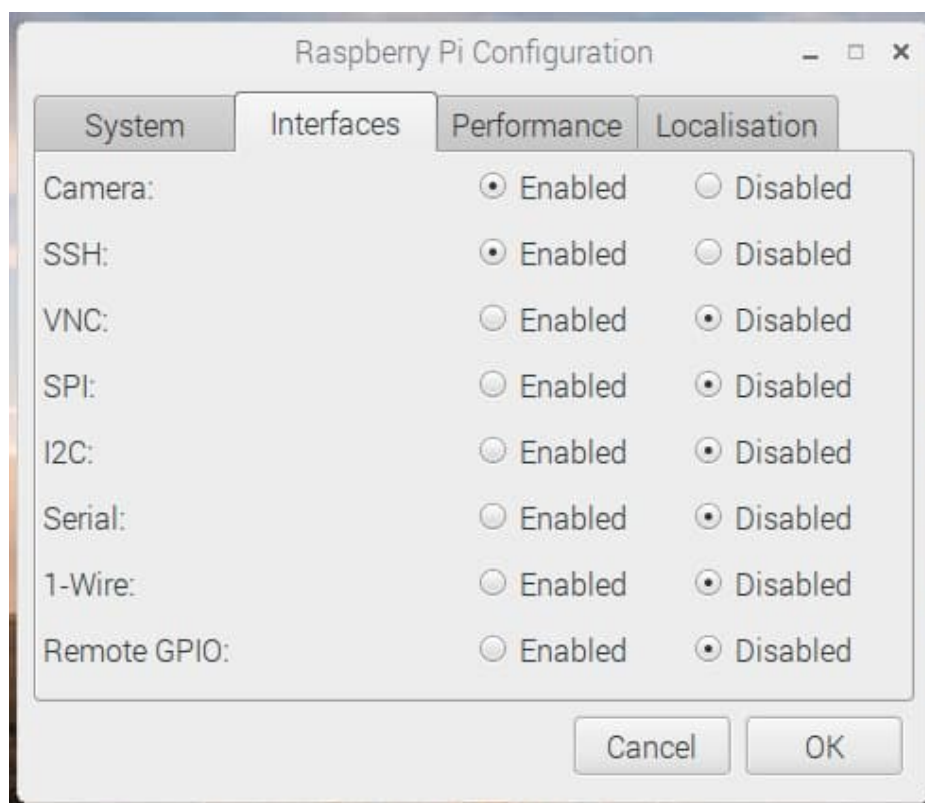 Raspberry Pi Configuration
System Interfaces Performance Localisation
Camera: Enabled Disabled
SSH: Enabled Disabled
VNC: Enabled Disabled
SPI: Enabled Disabled
I2C: Enabled Disabled
Serial: Enabled Disabled
1-Wire: Enabled Disabled
Remote GPIO: Enabled Disabled
Cancel OK